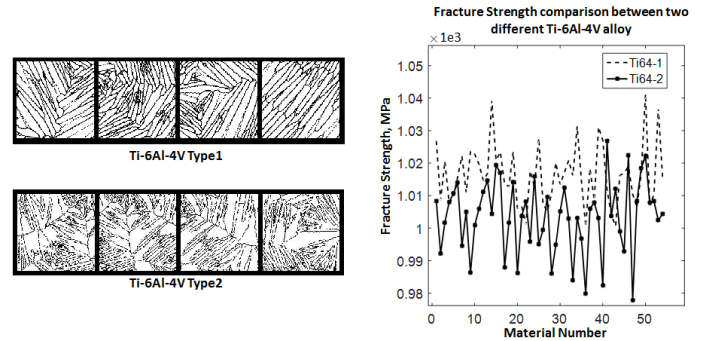 Fracture Strength comparison between two
different Ti-6Al-4V alloy
×1e3
Ti64-1
Ti64-2
1.05
1.04
1.03
1.02
1.01
1
0.99
0.98
Fracture Strength, MPa
0
10
20
30
40
50
Material Number
Ti-6Al-4V Type1
Ti-6Al-4V Type2